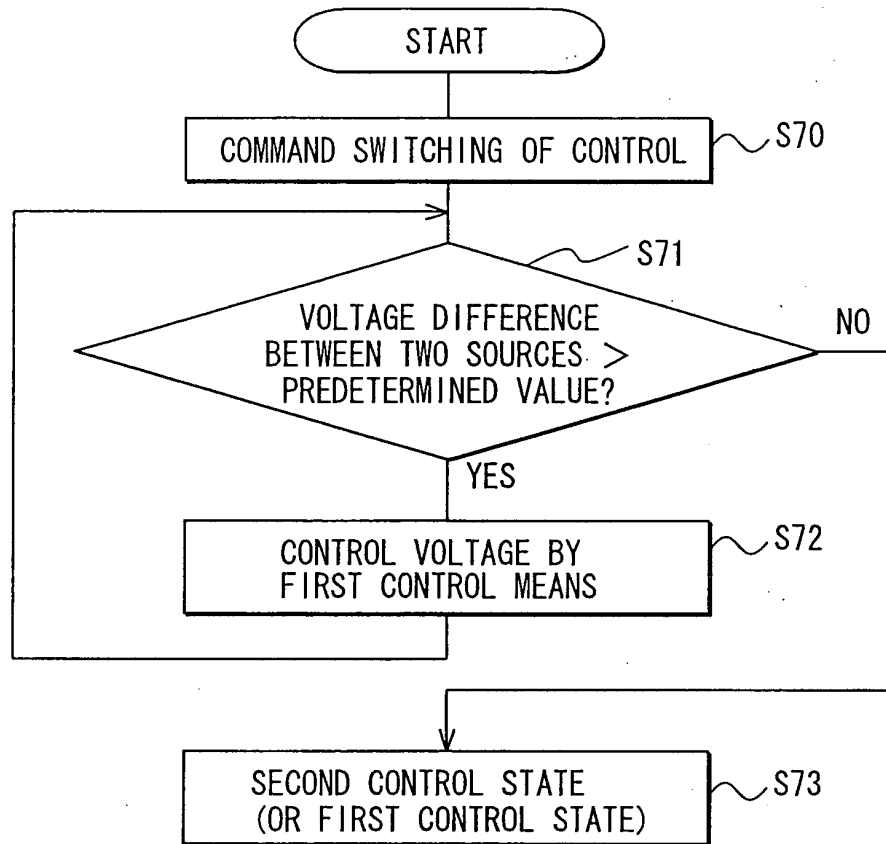 START
COMMAND SWITCHING OF CONTROL
S70
S71
VOLTAGE DIFFERENCE
BETWEEN TWO SOURCES >
PREDETERMINED VALUE?
NO
YES
CONTROL VOLTAGE BY
FIRST CONTROL MEANS
S72
SECOND CONTROL STATE
(OR FIRST CONTROL STATE)
S73